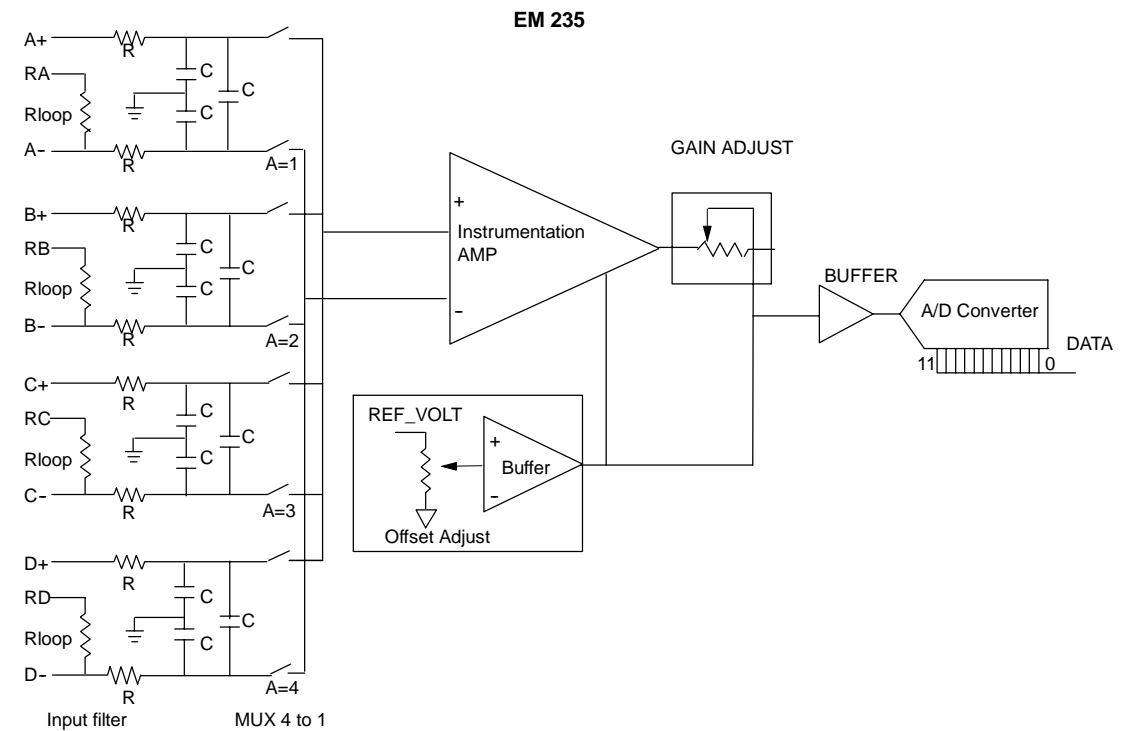 EM 235
A+
R
C
RA
C
Rloop
C
A-
R
A=1
GAIN ADJUST
B+
R
+
RB
C
Instrumentation
AMP
C
Rloop
C
BUFFER
A/D Converter
-
B-
R
A=2
DATA
11
0
C+
R
REF_VOLT
RC
C
C
+
Rloop
C
Buffer
-
C-
R
A=3
Offset Adjust
D+
R
RD
C
C
Rloop
C
D-
R
A=4
Input filter
MUX 4 to 1